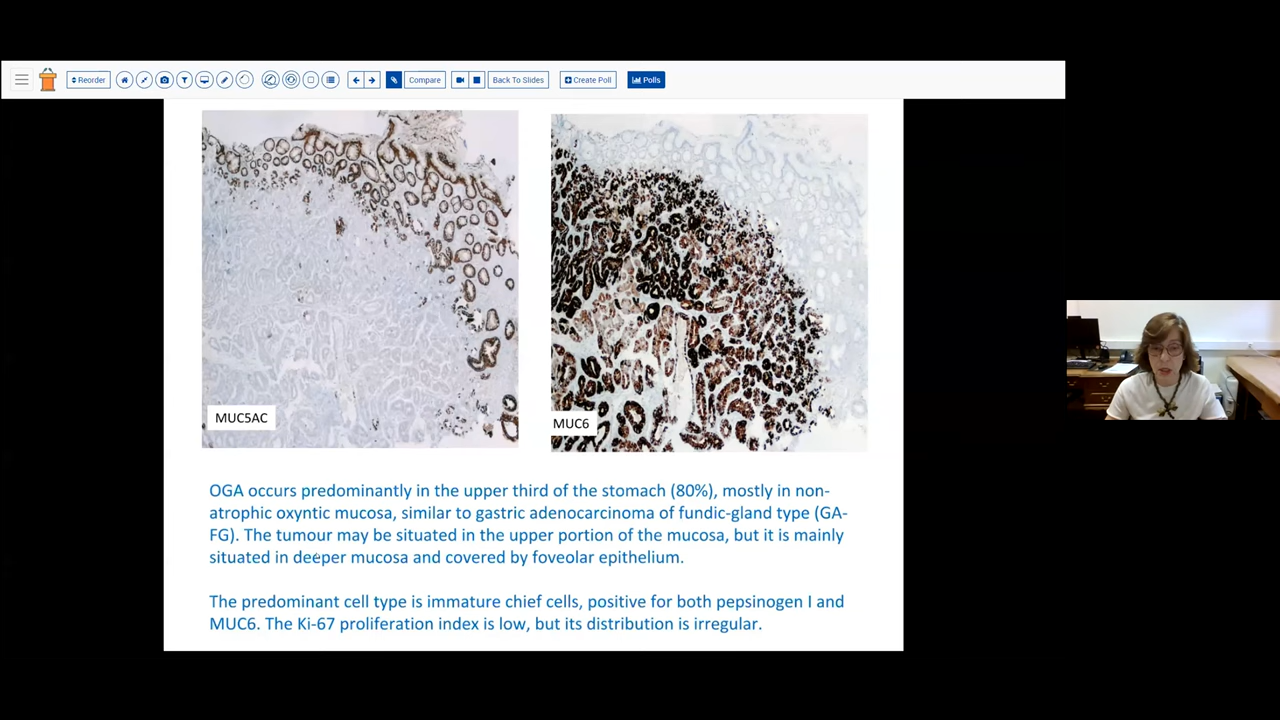 Reorder
Compare
Back To Slides
Create Poll
Polls
MUC5AC
MUC6
OGA occurs predominantly in the upper third of the stomach (80%), mostly in non-
atrophic oxyntic mucosa, similar to gastric adenocarcinoma of fundic-gland type (GA-
FG). The tumour may be situated in the upper portion of the mucosa, but it is mainly
situated in deeper mucosa and covered by foveolar epithelium.
The predominant cell type is immature chief cells, positive for both pepsinogen I and
MUC6. The Ki-67 proliferation index is low, but its distribution is irregular.